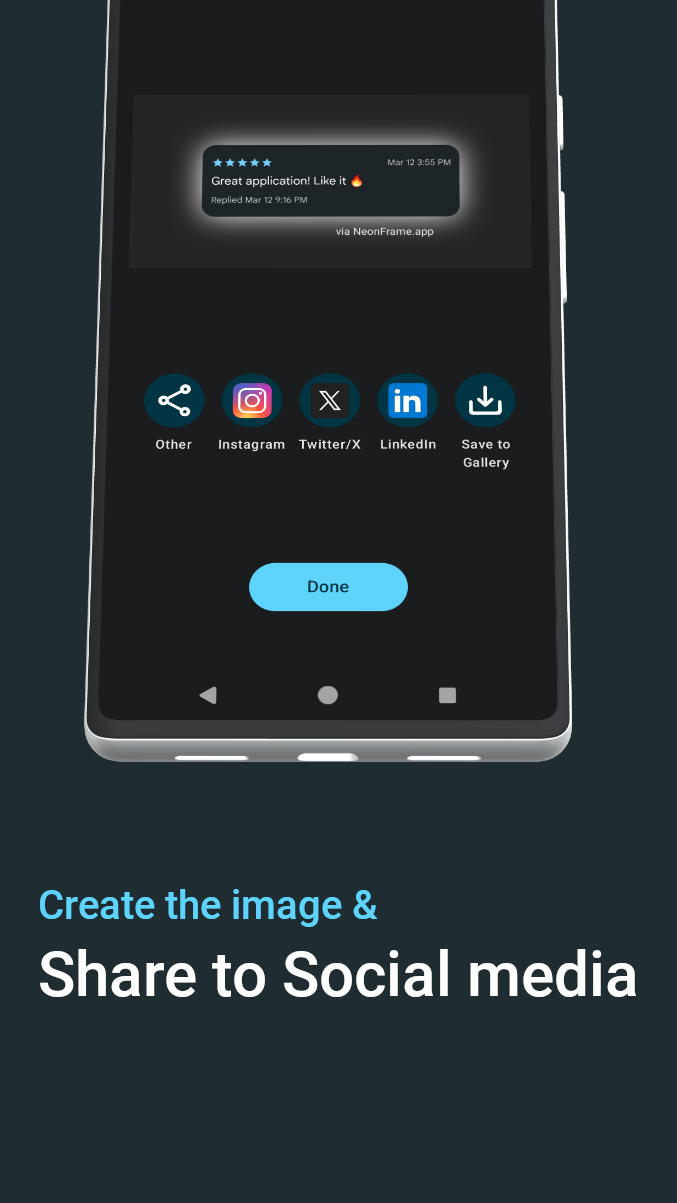 Mar 12 3:55 PM
Great application! Like it 🔥
Replied Mar 12 9:16 PM
via NeonFrame.app
Other Instagram Twitter/X LinkedIn Save to
Gallery
Done
Create the image &
Share to Social media